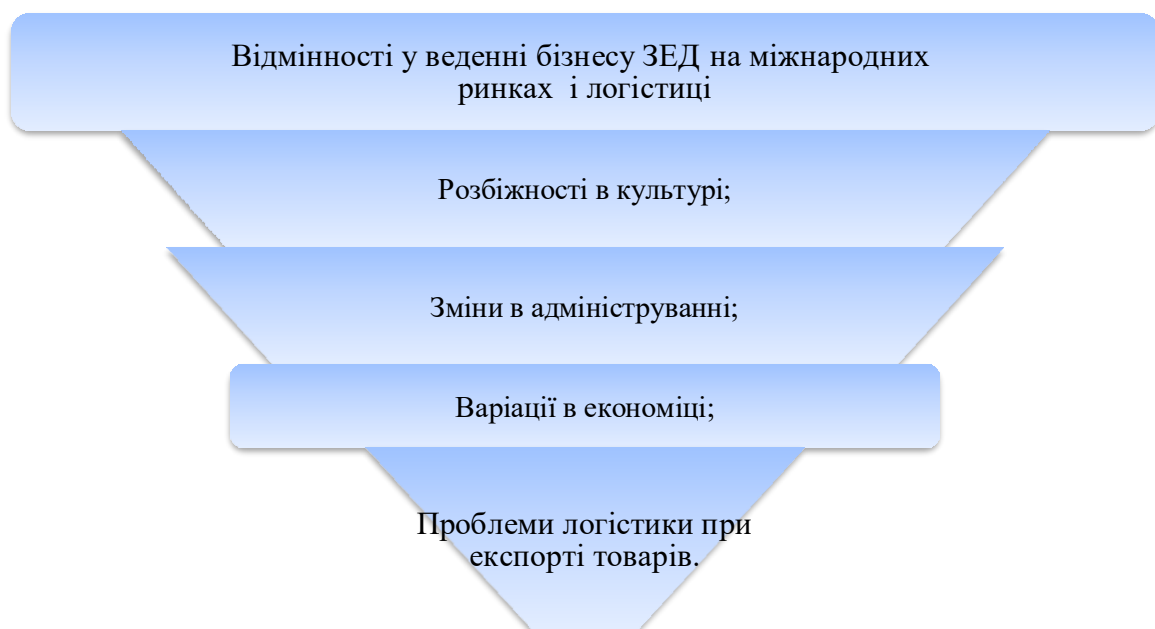 Відмінності у веденні бізнесу ЗЕД на міжнародних
ринках і логістиці
Розбіжності в культурі;
Зміни в адмініструванні;
Варіації в економіці;
Проблеми логістики при
експорті товарів.